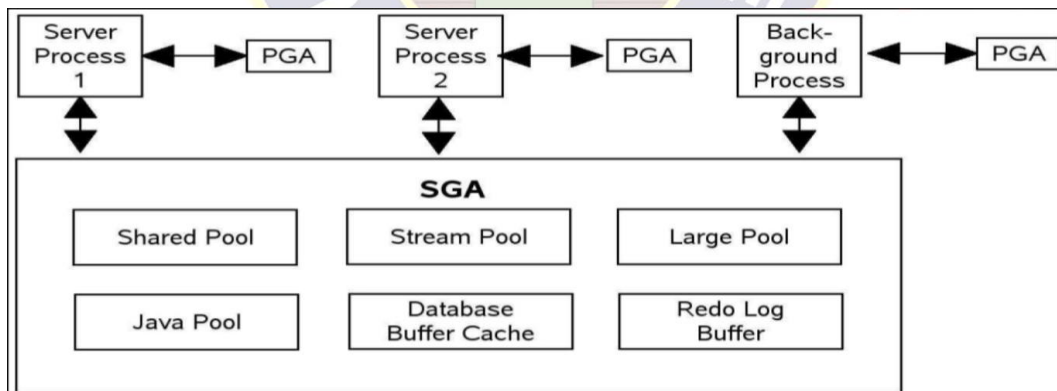 Server
Process
1
PGA
Server
Process
2
PGA
Back-
ground
Process
PGA
SGA
Shared Pool
Stream Pool
Large Pool
Java Pool
Database
Buffer Cache
Redo Log
Buffer